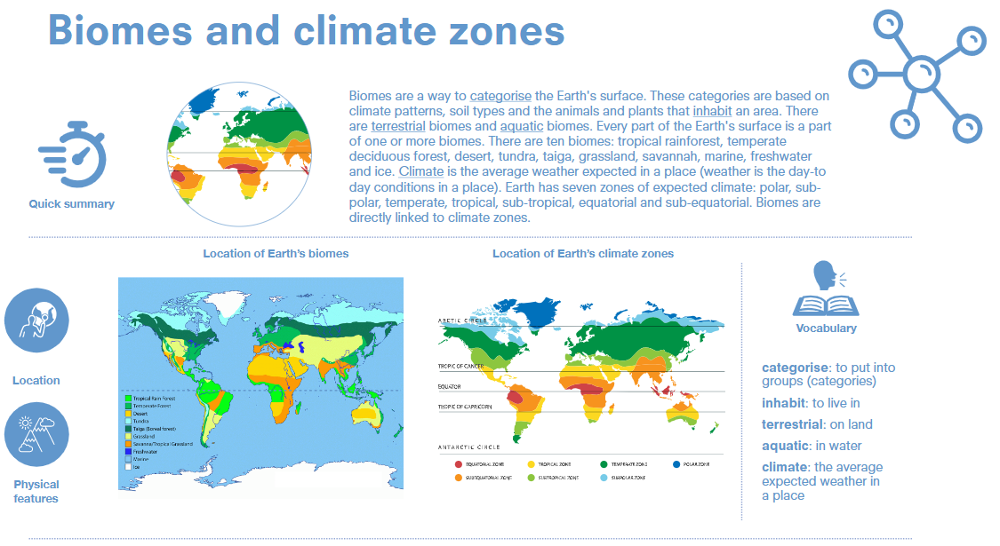 Biomes and climate zones
Quick summary
Biomes are a way to categorise the Earth's surface. These categories are based on
climate patterns, soil types and the animals and plants that inhabit an area. There
are terrestrial biomes and aquatic biomes. Every part of the Earth's surface is a part
of one or more biomes. There are ten biomes: tropical rainforest, temperate
deciduous forest, desert, tundra, taiga, grassland, savannah, marine, freshwater
and ice. Climate is the average weather expected in a place (weather is the day-to
day conditions in a place). Earth has seven zones of expected climate: polar, sub-
polar, temperate, tropical, sub-tropical, equatorial and sub-equatorial. Biomes are
directly linked to climate zones.
Location
Physical
features
Location of Earth's biomes
Tropical Rain Forest
Temperate Forest
Desert
Tundra
Taiga (Boreal forest)
Grassland
Savanna/Tropical Grassland
Freshwater
Marine
Ice
Location of Earth's climate zones
ARCTIC CIRCLE
TROPIC OF CANCER
EQUATOR
TROPIC OF CAPRICORN
ANTARCTIC CIRCLE
EQUATORIAL ZONE
TROPICAL ZONE
TEMPERATE ZONE
POLAR ZONE
SUBEQUATORIAL ZONE
SUBTROPICAL ZONE
SUBPOLAR ZONE
Vocabulary
categorise: to put into
groups (categories)
inhabit: to live in
terrestrial: on land
aquatic: in water
climate: the average
expected weather in
a place